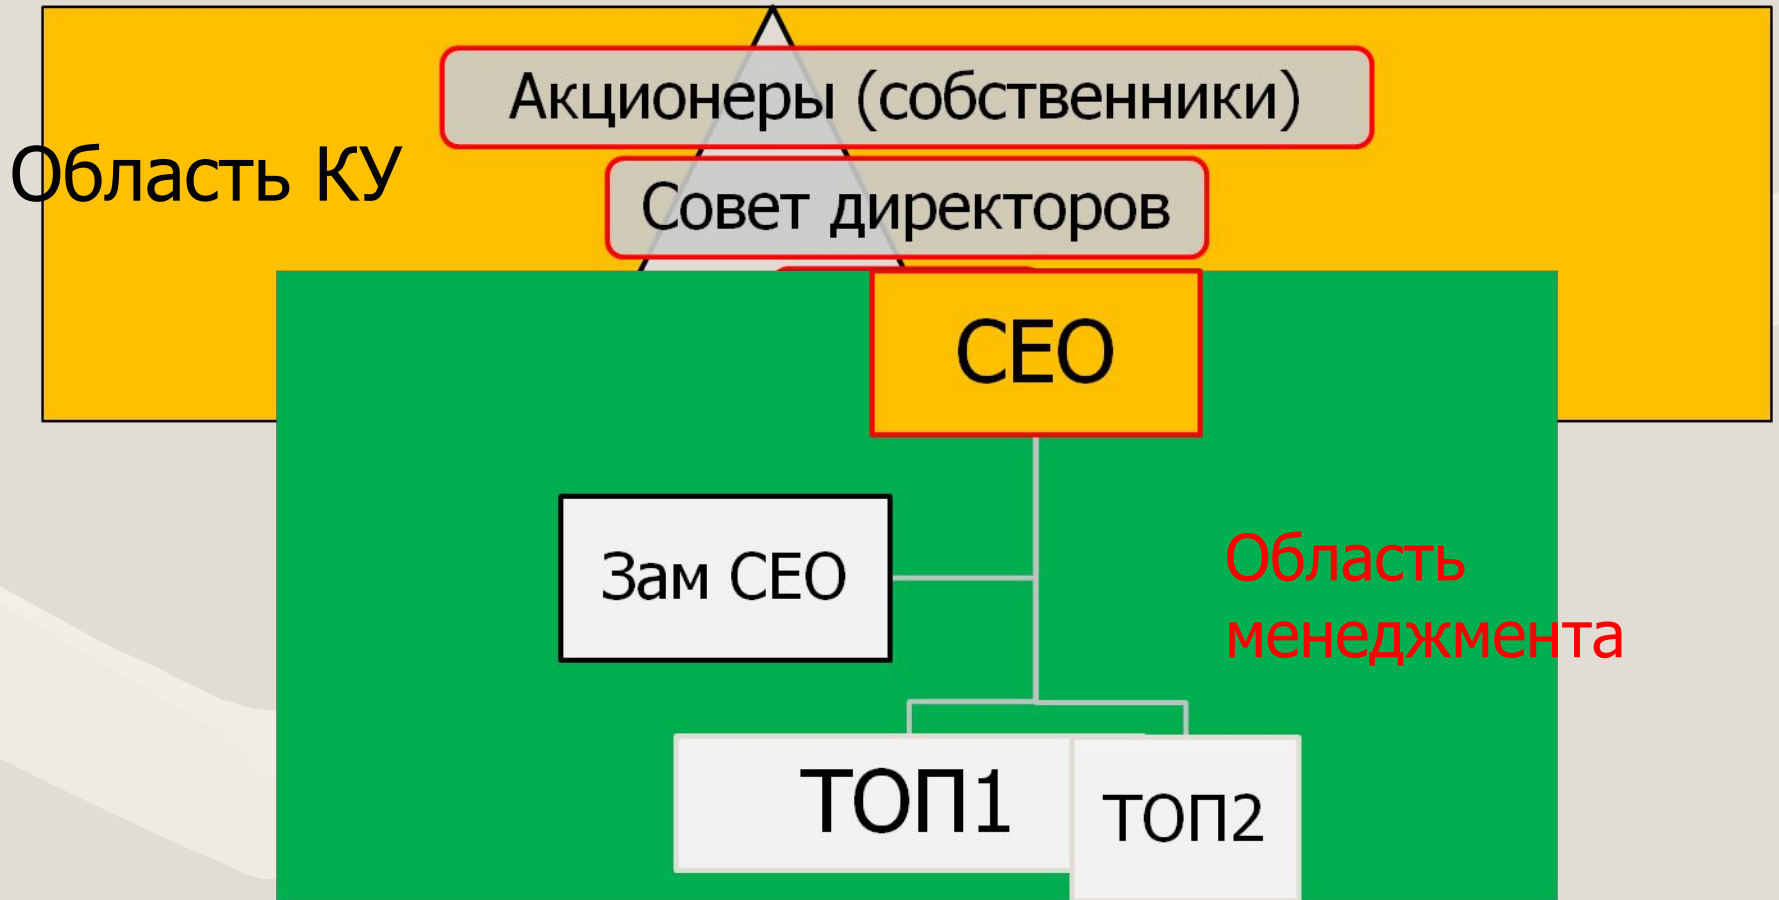 Акционеры (собственники)
Область КУ
Совет директоров
CEO
Зам CEO
Область
менеджмента
ТОП1
ТОП2